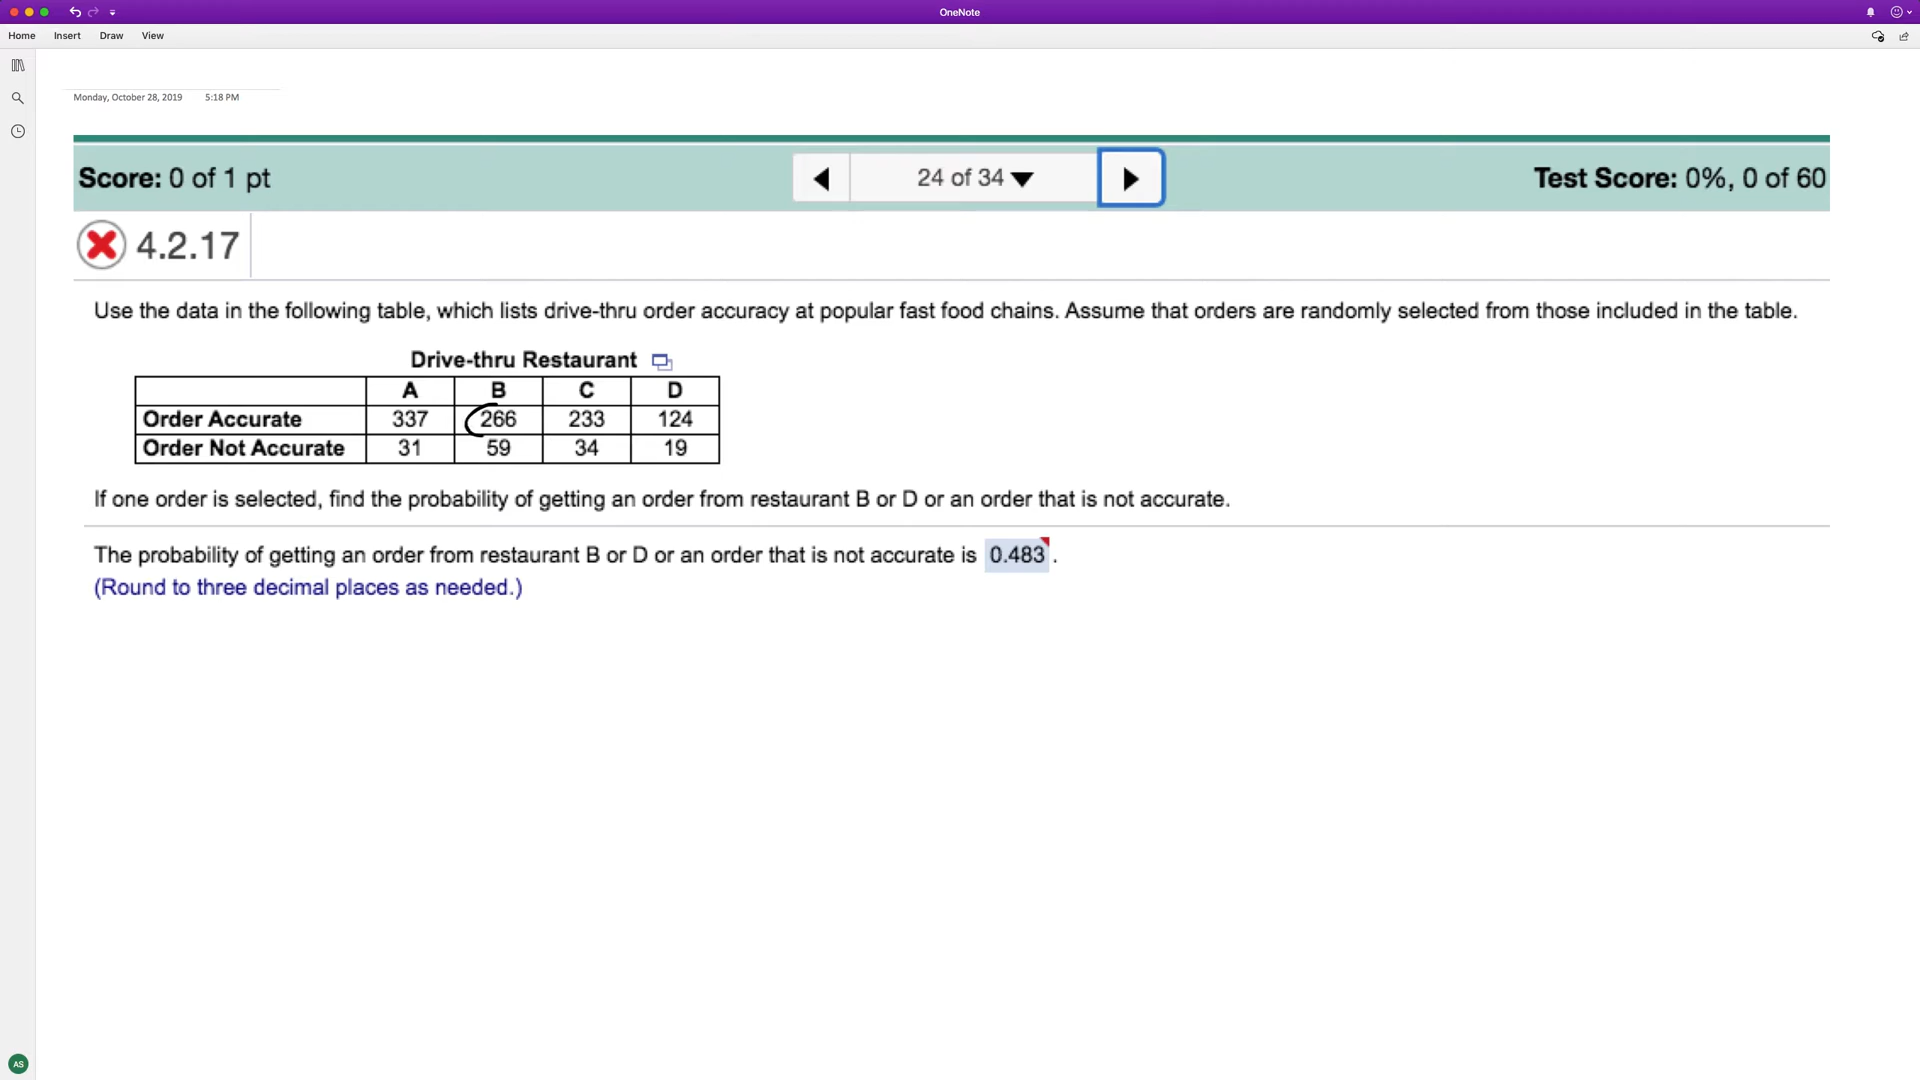 OneNote
Home Insert Draw View
Monday, October 28, 2019 5:18 PM
Score: 0 of 1 pt
24 of 34
Test Score: 0%, 0 of 60
4.2.17
Use the data in the following table, which lists drive-thru order accuracy at popular fast food chains. Assume that orders are randomly selected from those included in the table.
Drive-thru Restaurant
A B C D
Order Accurate 337 266 233 124
Order Not Accurate 31 59 34 19
If one order is selected, find the probability of getting an order from restaurant B or D or an order that is not accurate.
The probability of getting an order from restaurant B or D or an order that is not accurate is 0.483.
(Round to three decimal places as needed.)
AS